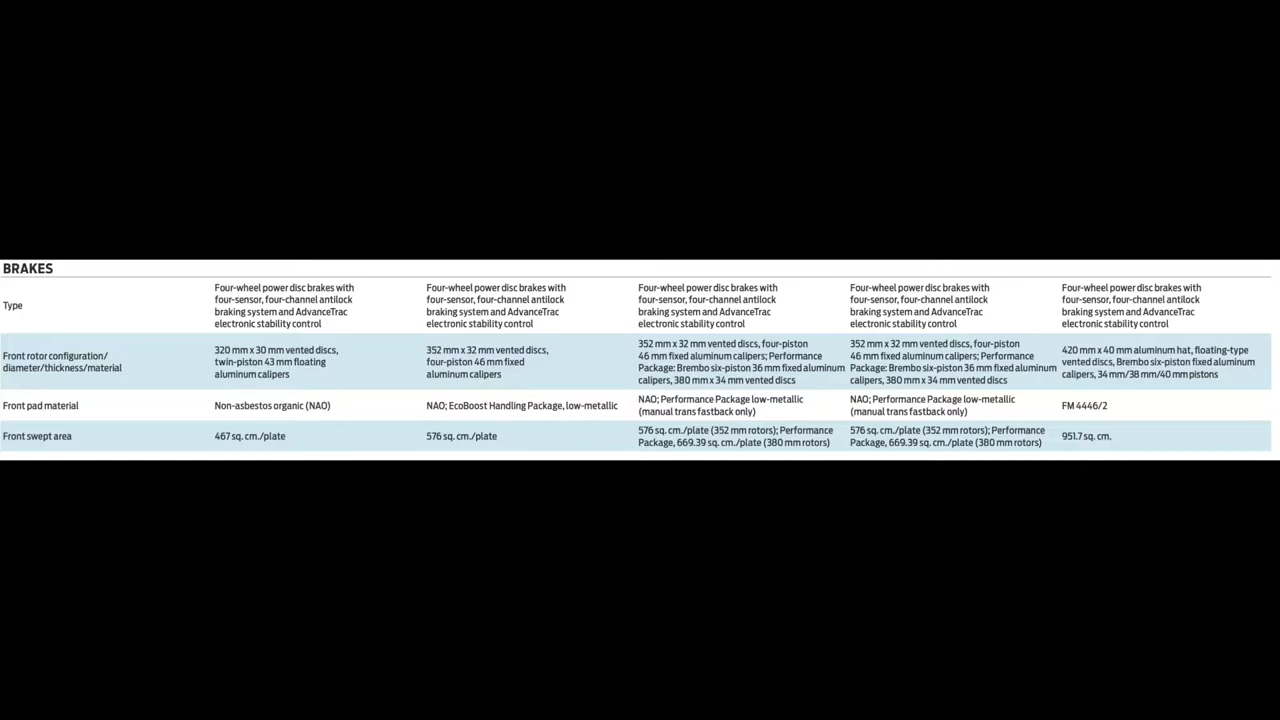 BRAKES
Type
Four-wheel power disc brakes with
four-sensor, four-channel antilock
braking system and AdvanceTrac
electronic stability control
Four-wheel power disc brakes with
four-sensor, four-channel antilock
braking system and AdvanceTrac
electronic stability control
Four-wheel power disc brakes with
four-sensor, four-channel antilock
braking system and AdvanceTrac
electronic stability control
Four-wheel power disc brakes with
four-sensor, four-channel antilock
braking system and AdvanceTrac
electronic stability control
Four-wheel power disc brakes with
four-sensor, four-channel antilock
braking system and AdvanceTrac
electronic stability control
Front rotor configuration/
diameter/thickness/material
320 mm x 30 mm vented discs,
twin-piston 43 mm floating
aluminum calipers
352 mm x 32 mm vented discs,
four-piston 46 mm fixed
aluminum calipers
352 mm x 32 mm vented discs, four-piston
46 mm fixed aluminum calipers; Performance
Package: Brembo six-piston 36 mm fixed aluminum
calipers, 380 mm x 34 mm vented discs
352 mm x 32 mm vented discs, four-piston
46 mm fixed aluminum calipers; Performance
Package: Brembo six-piston 36 mm fixed aluminum
calipers, 380 mm x 34 mm vented discs
420 mm x 40 mm aluminum hat, floating-type
vented discs, Brembo six-piston fixed aluminum
calipers, 34 mm/38 mm/40 mm pistons
Front pad material
Non-asbestos organic (NAO)
NAO; EcoBoost Handling Package, low-metallic
NAO; Performance Package low-metallic
(manual trans fastback only)
NAO; Performance Package low-metallic
(manual trans fastback only)
FM 4446/2
Front swept area
467 sq. cm./plate
576 sq. cm./plate
576 sq. cm./plate (352 mm rotors); Performance
Package, 669.39 sq. cm./plate (380 mm rotors)
576 sq. cm./plate (352 mm rotors); Performance
Package, 669.39 sq. cm./plate (380 mm rotors)
951.7 sq. cm.